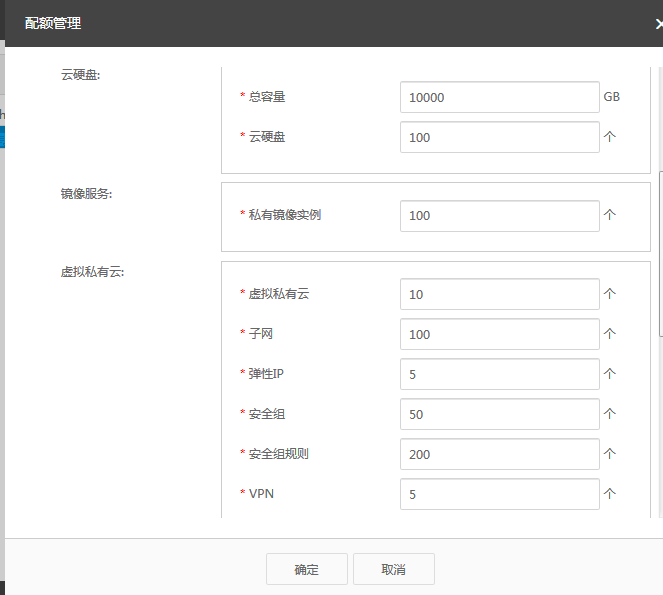 配额管理
云硬盘:
* 总容量 10000 GB
* 云硬盘 100 个
镜像服务:
* 私有镜像实例 100 个
虚拟私有云:
* 虚拟私有云 10 个
* 子网 100 个
* 弹性IP 5 个
* 安全组 50 个
* 安全组规则 200 个
* VPN 5 个
确定 取消